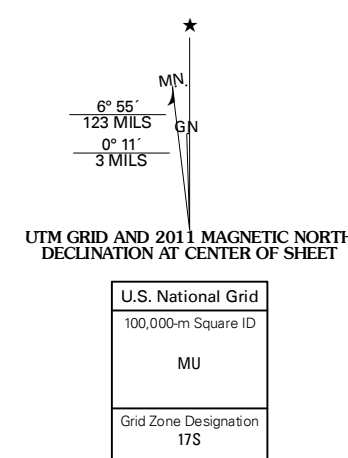 ★
MN.
6° 55´
123 MILS
GN
0° 11´
3 MILS
UTM GRID AND 2011 MAGNETIC NORTH
DECLINATION AT CENTER OF SHEET
U.S. National Grid
100,000-m Square ID
MU
Grid Zone Designation
17S